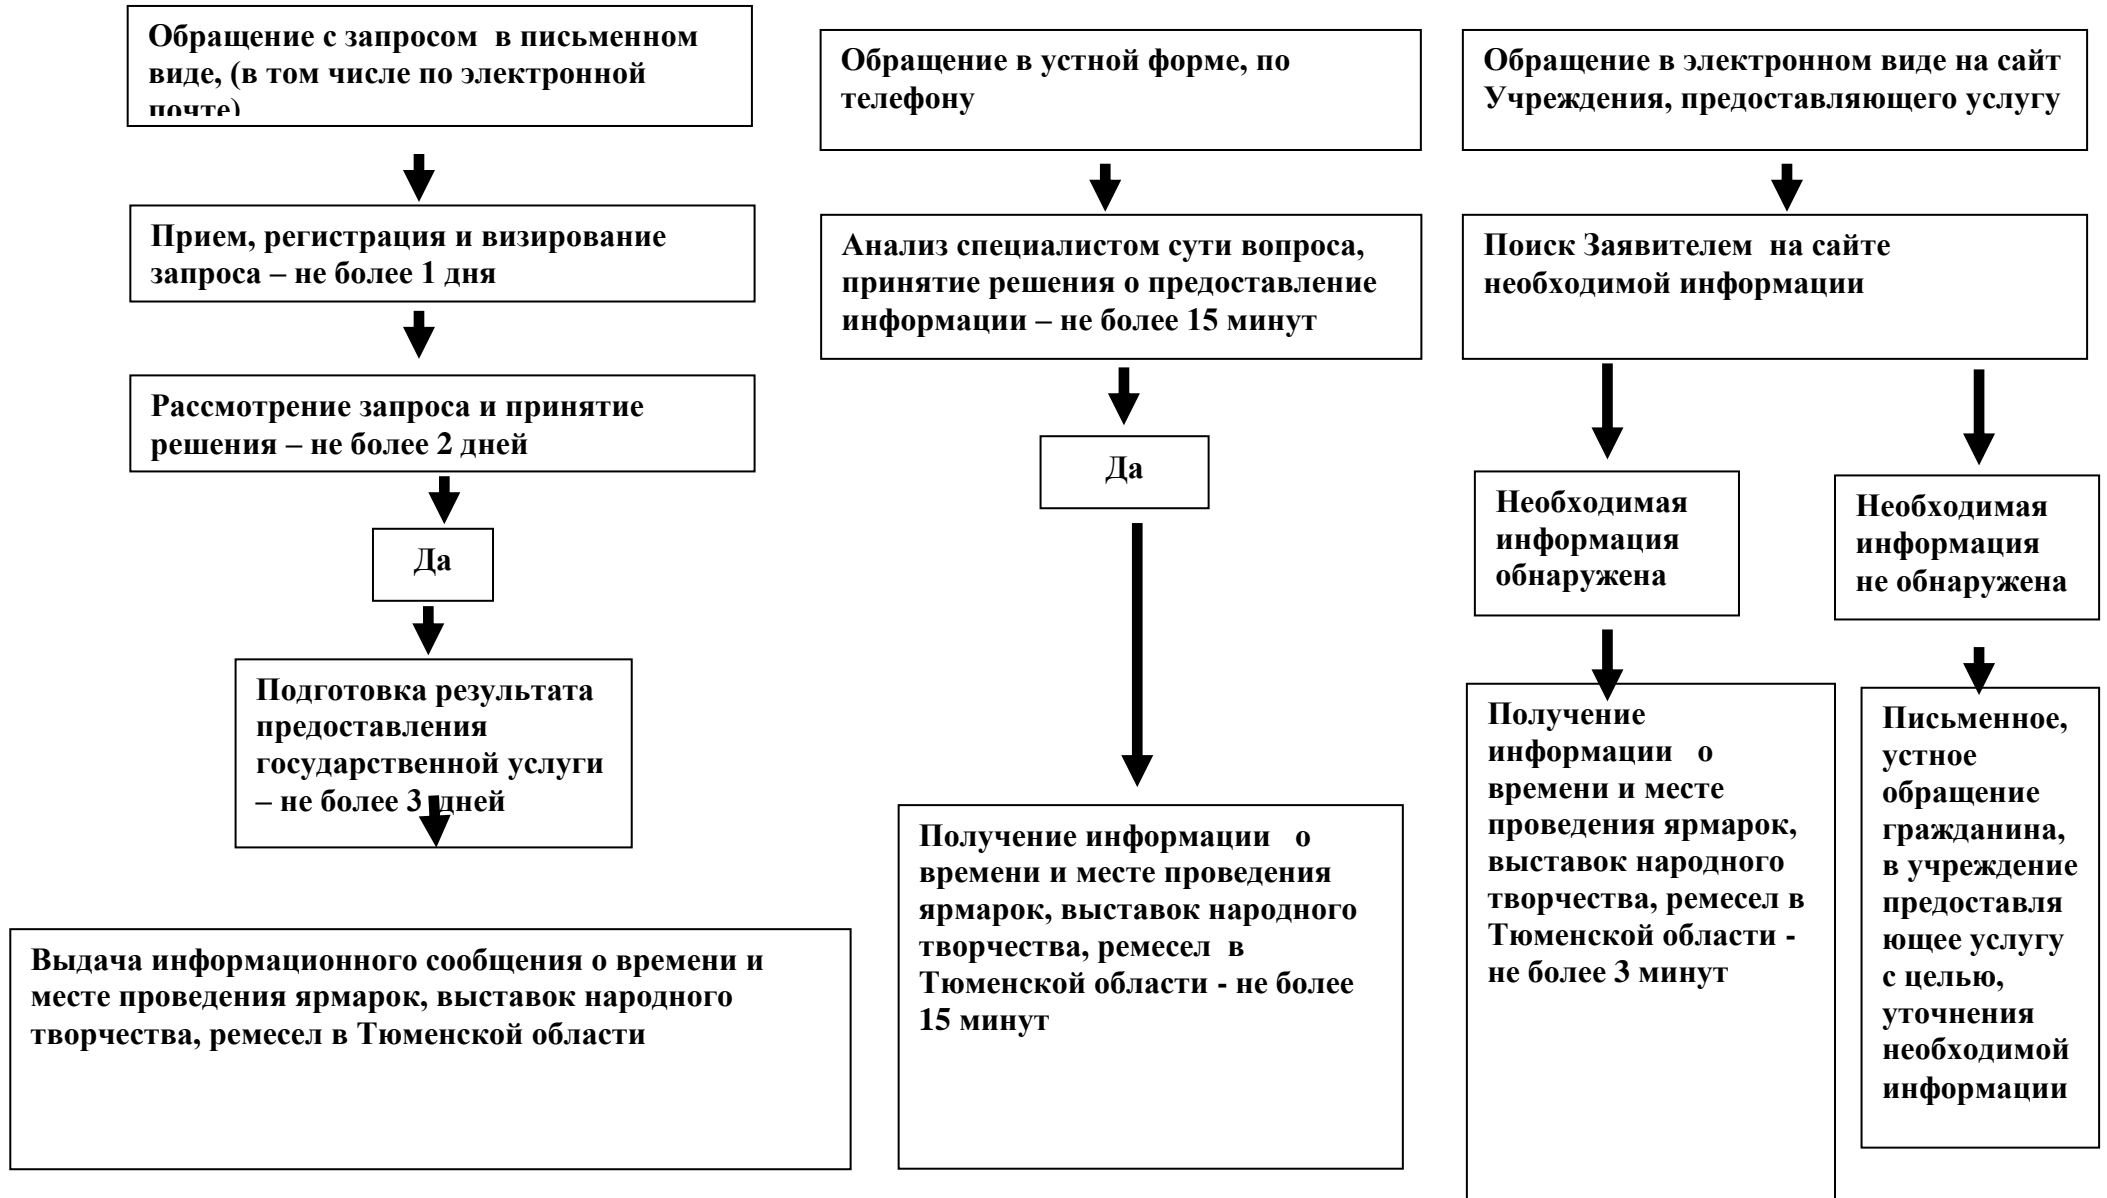 Обращение с запросом в письменном
виде, (в том числе по электронной
почте)
Прием, регистрация и визирование
запроса – не более 1 дня
Рассмотрение запроса и принятие
решения – не более 2 дней
Да
Подготовка результата
предоставления
государственной услуги
– не более 3 дней
Выдача информационного сообщения о времени и
месте проведения ярмарок, выставок народного
творчества, ремесел в Тюменской области
Обращение в устной форме, по
телефону
Анализ специалистом сути вопроса,
принятие решения о предоставление
информации – не более 15 минут
Да
Получение информации о
времени и месте проведения
ярмарок, выставок народного
творчества, ремесел в
Тюменской области - не более
15 минут
Обращение в электронном виде на сайт
Учреждения, предоставляющего услугу
Поиск Заявителем на сайте
необходимой информации
Необходимая
информация
обнаружена
Получение
информации о
времени и месте
проведения ярмарок,
выставок народного
творчества, ремесел в
Тюменской области -
не более 3 минут
Необходимая
информация
не обнаружена
Письменное,
устное
обращение
гражданина,
в учреждение
предоставля
ющее услугу
с целью,
уточнения
необходимой
информации